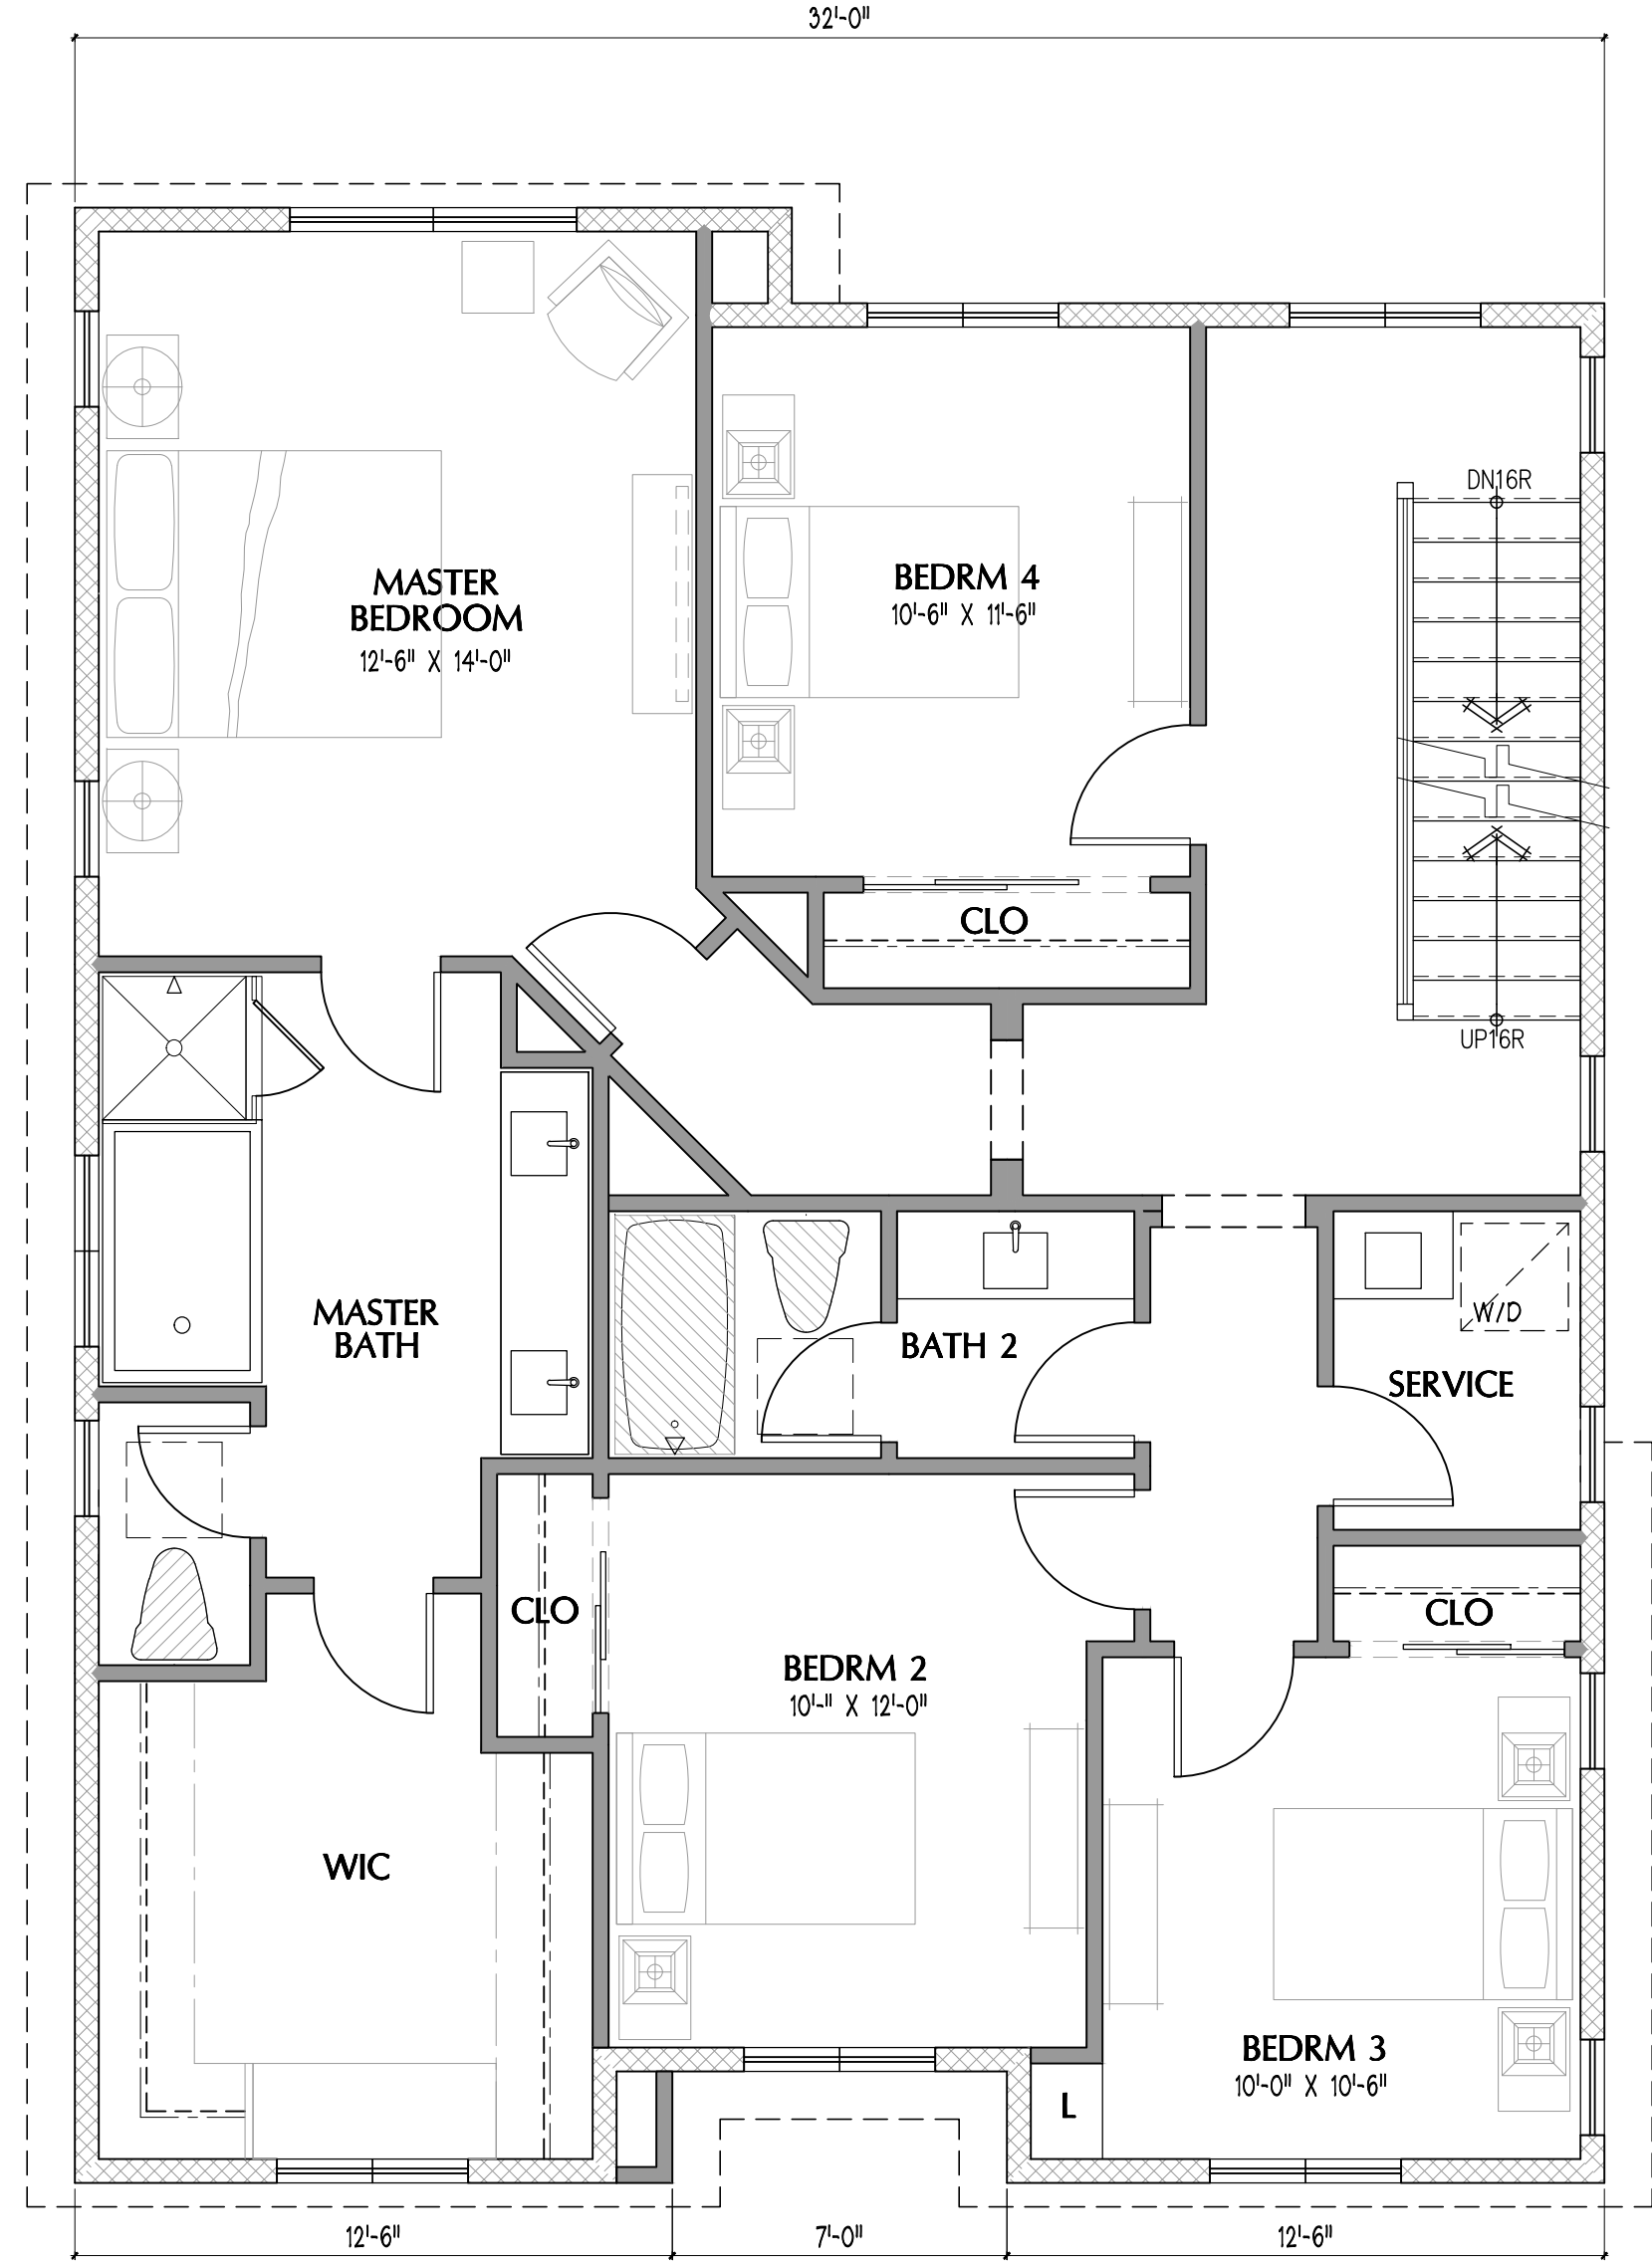 32'-0"
DN16R
MASTER
BEDROOM
12'-6" X 14'-0"
BEDRM 4
10'-6" X 11'-6"
CLO
UP16R
MASTER
BATH
BATH 2
W/D
SERVICE
CLO
CLO
BEDRM 2
10'-" X 12'-0"
WIC
BEDRM 3
10'-0" X 10'-6"
L
12'-6"
7'-0"
12'-6"